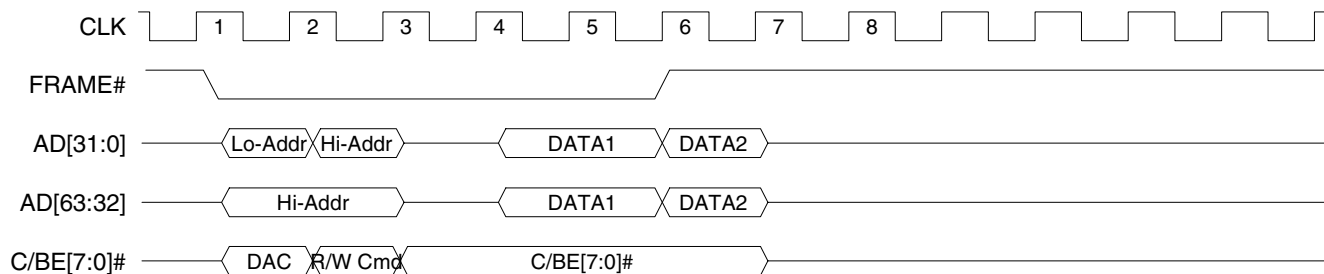 CLK 1 2 3 4 5 6 7 8
FRAME#
AD[31:0] Lo-Addr Hi-Addr DATA1 DATA2
AD[63:32] Hi-Addr DATA1 DATA2
C/BE[7:0]# DAC R/W Cmd C/BE[7:0]#